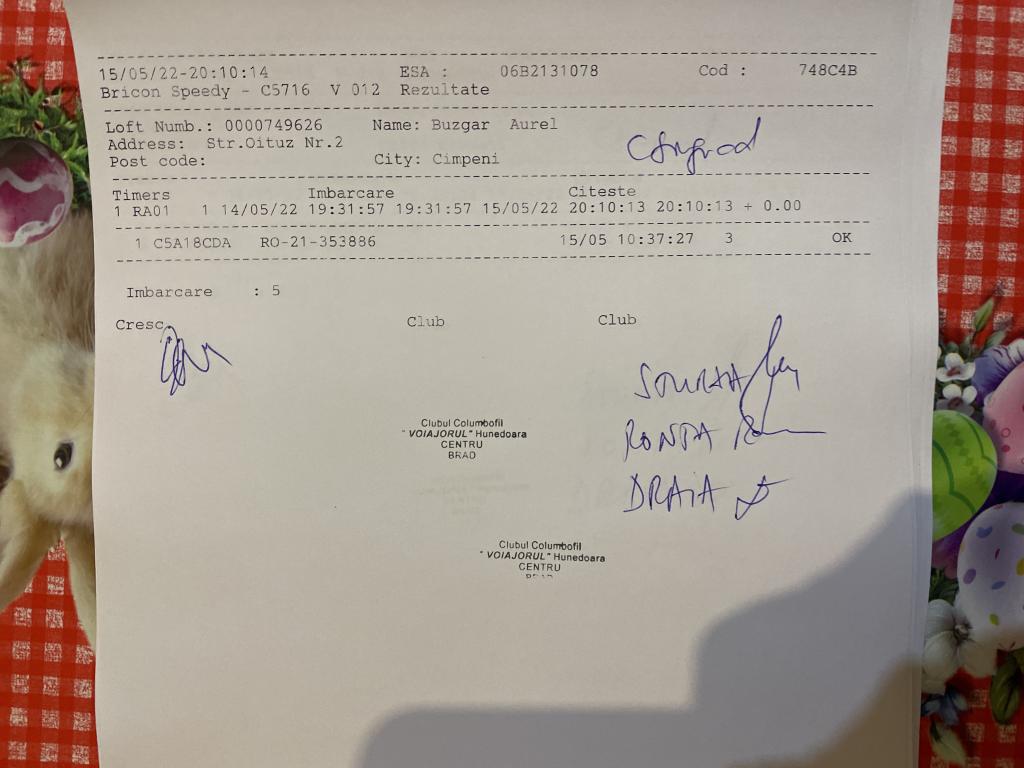 15/05/22-20:10:14 ESA : 06B2131078 Cod : 748C4B
Bricon Speedy - C5716 V 012 Rezultate
Loft Numb.: 0000749626 Name: Buzgar Aurel
Address: Str.Oituz Nr.2
Post code: City: Cimpeni
Timers Imbarcare Citeste
1 RA01 1 14/05/22 19:31:57 19:31:57 15/05/22 20:10:13 20:10:13 + 0.00
1 C5A18CDA RO-21-353886 15/05 10:37:27 3 OK
Imbarcare : 5
Cresc. Club Club
RONTA
DRAIA
Clubul Columbofil
"VOIAJORUL" Hunedoara
CENTRU
BRAD
Clubul Columbofil
"VOIAJORUL" Hunedoara
CENTRU